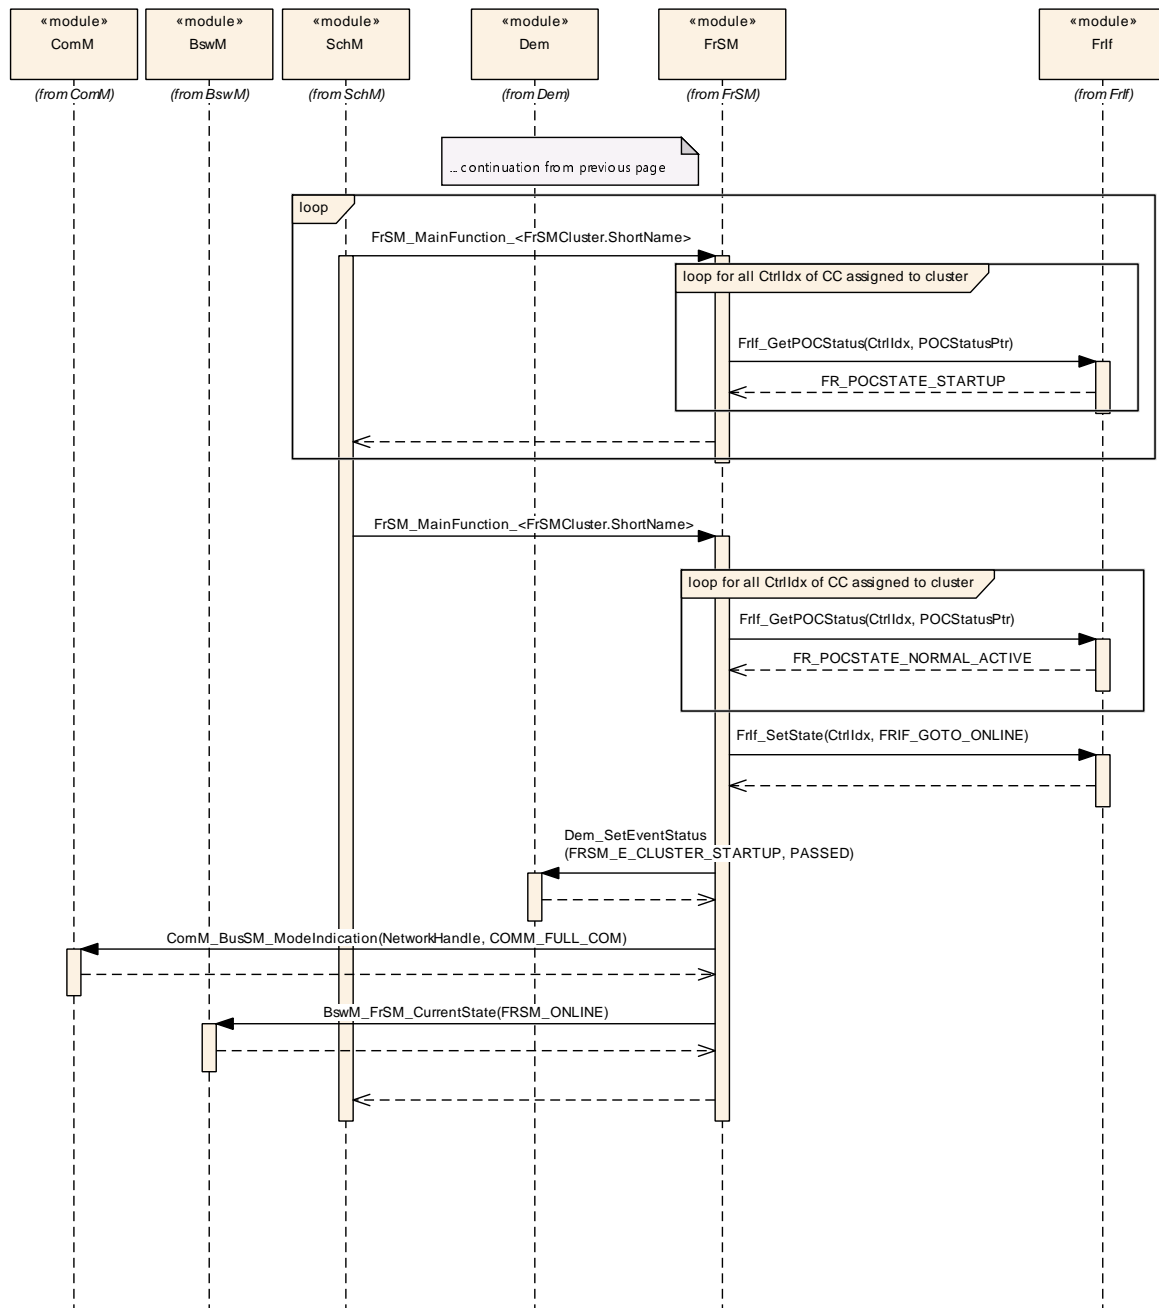 «module»
ComM
«module»
BswM
«module»
SchM
«module»
Dem
«module»
FrSM
«module»
FrIf
(from ComM)
(from BswM)
(from SchM)
(from Dem)
(from FrSM)
(from FrIf)
... continuation from previous page
loop
FrSM_MainFunction_<FrSMCluster.ShortName>
loop for all CtrlIdx of CC assigned to cluster
FrIf_GetPOCStatus(CtrlIdx, POCStatusPtr)
FR_POCSTATE_STARTUP
FrSM_MainFunction_<FrSMCluster.ShortName>
loop for all CtrlIdx of CC assigned to cluster
FrIf_GetPOCStatus(CtrlIdx, POCStatusPtr)
FR_POCSTATE_NORMAL_ACTIVE
FrIf_SetState(CtrlIdx, FRIF_GOTO_ONLINE)
Dem_SetEventStatus
(FRSM_E_CLUSTER_STARTUP, PASSED)
ComM_BusSM_ModeIndication(NetworkHandle, COMM_FULL_COM)
BswM_FrSM_CurrentState(FRSM_ONLINE)